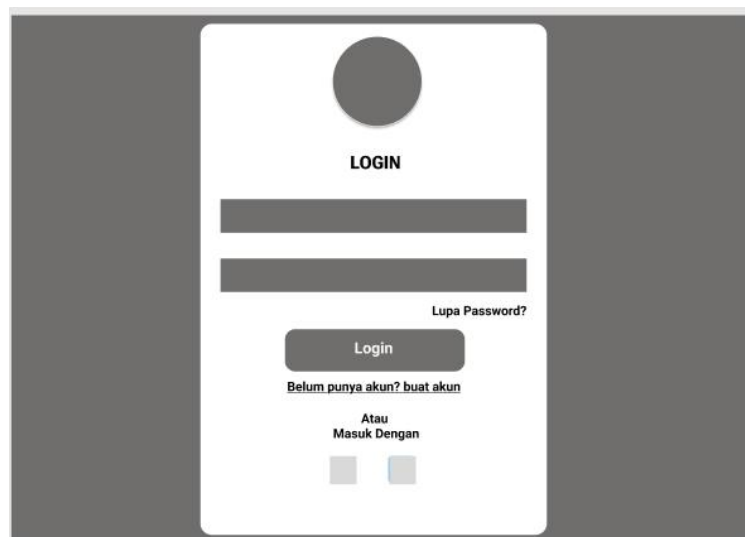 LOGIN
Lupa Password?
Login
Belum punya akun? buat akun
Atau
Masuk Dengan